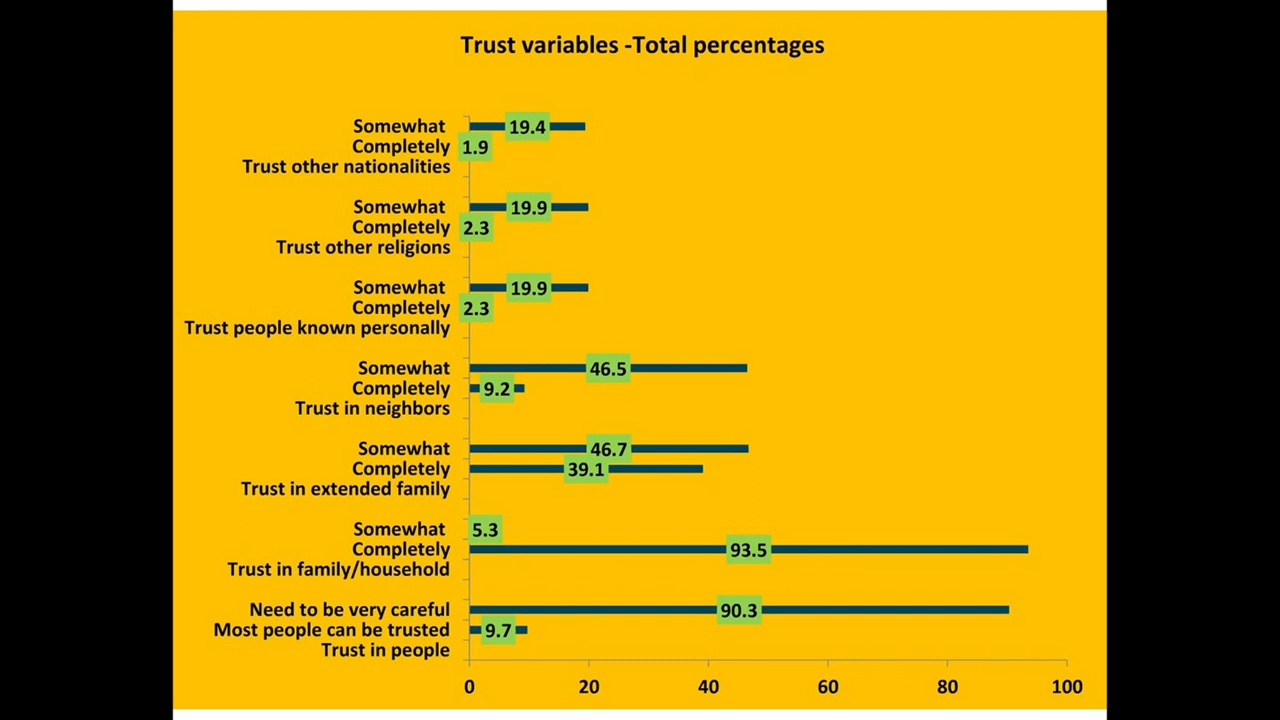 Trust variables -Total percentages
Somewhat 19.4
Completely 1.9
Trust other nationalities
Somewhat 19.9
Completely 2.3
Trust other religions
Somewhat 19.9
Completely 2.3
Trust people known personally
Somewhat 46.5
Completely 9.2
Trust in neighbors
Somewhat 46.7
Completely 39.1
Trust in extended family
Somewhat 5.3
Completely 93.5
Trust in family/household
Need to be very careful 90.3
Most people can be trusted 9.7
Trust in people
0 20 40 60 80 100